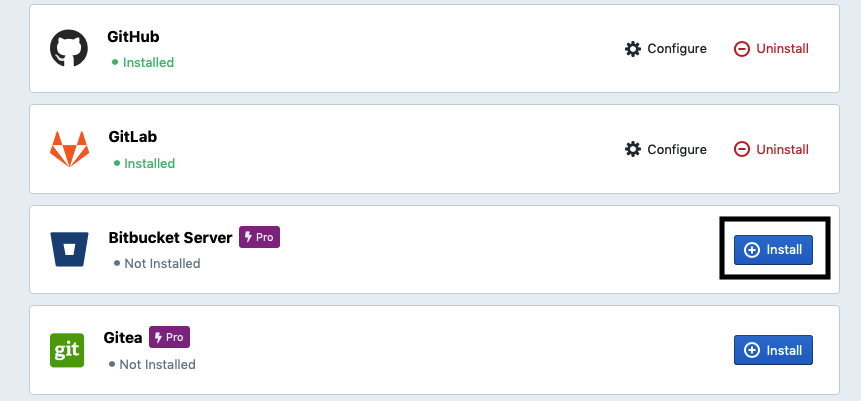 GitHub
Installed
Configure
Uninstall
GitLab
Installed
Configure
Uninstall
Bitbucket Server Pro
Not Installed
Install
git
Gitea Pro
Not Installed
Install